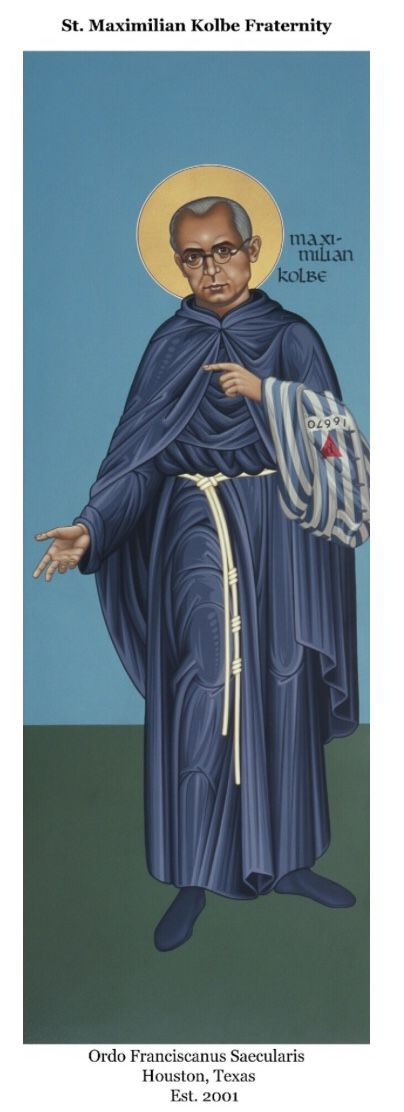 St. Maximilian Kolbe Fraternity
maxi-
milian
kolbe
16670
Ordo Franciscanus Saecularis
Houston, Texas
Est. 2001